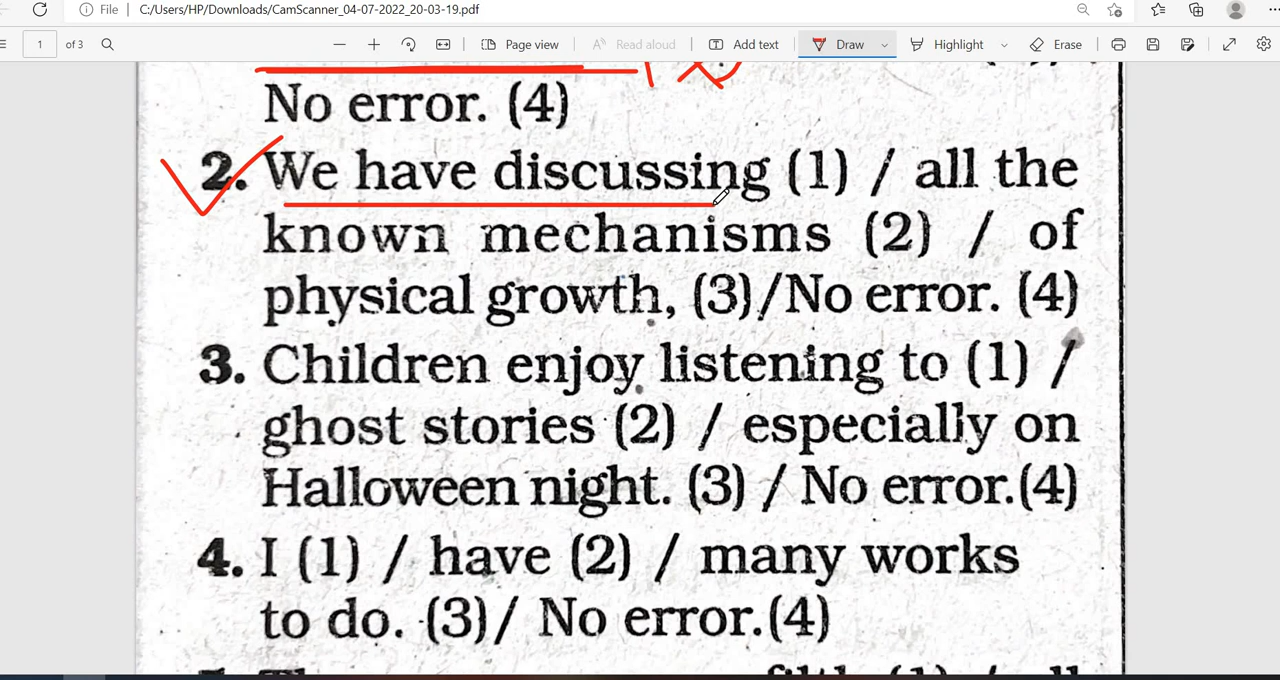 File C:/Users/HP/Downloads/CamScanner_04-07-2022_20-03-19.pdf
1 of 3 Page view Read aloud Add text Draw Highlight Erase
No error. (4)
2. We have discussing (1) / all the
known mechanisms (2) / of
physical growth, (3)/No error. (4)
3. Children enjoy listening to (1) /
ghost stories (2) / especially on
Halloween night. (3) / No error.(4)
4. I (1) / have (2) / many works
to do. (3)/ No error.(4)